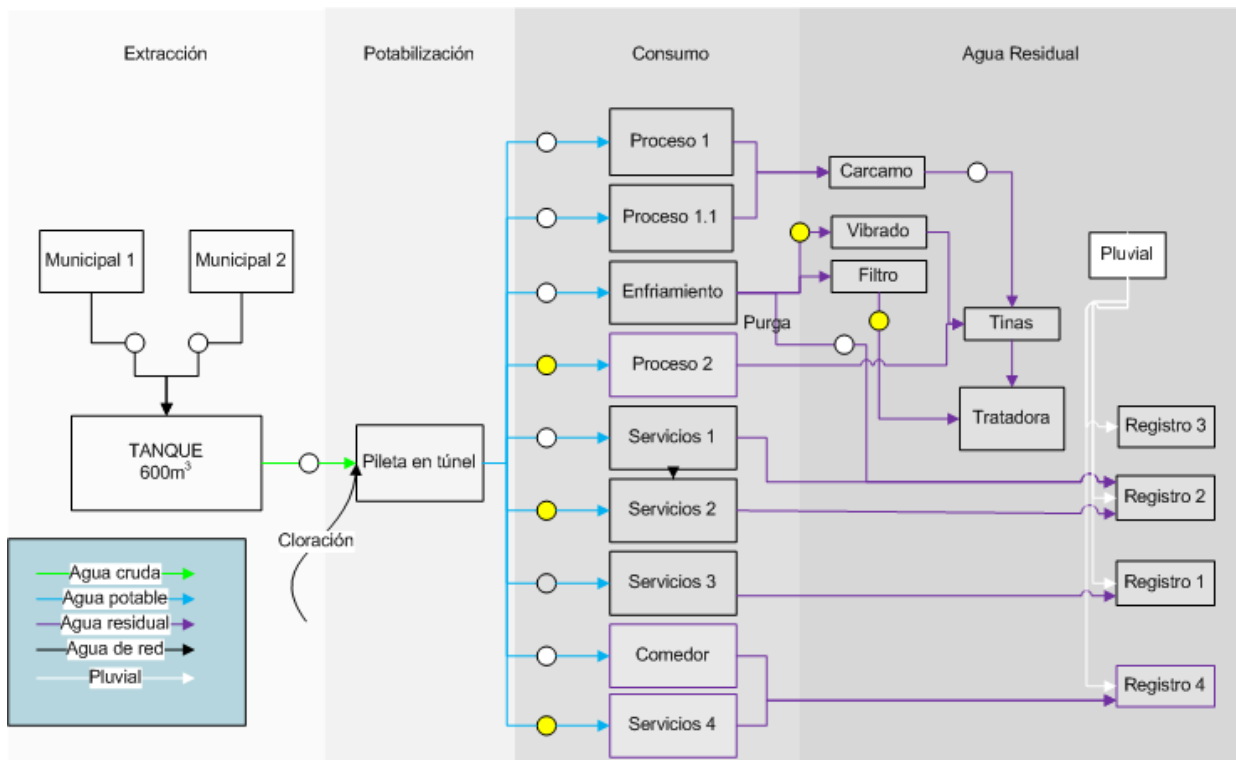 Extracción
Potabilización
Consumo
Agua Residual
Proceso 1
Carcamo
Proceso 1.1
Municipal 1
Municipal 2
Vibrado
Pluvial
Enfriamiento
Filtro
Purga
Tinas
Proceso 2
Tratadora
TANQUE
600m³
Pileta en túnel
Servicios 1
Registro 3
Servicios 2
Registro 2
Cloración
Servicios 3
Registro 1
Comedor
Registro 4
Servicios 4
Agua cruda
Agua potable
Agua residual
Agua de red
Pluvial